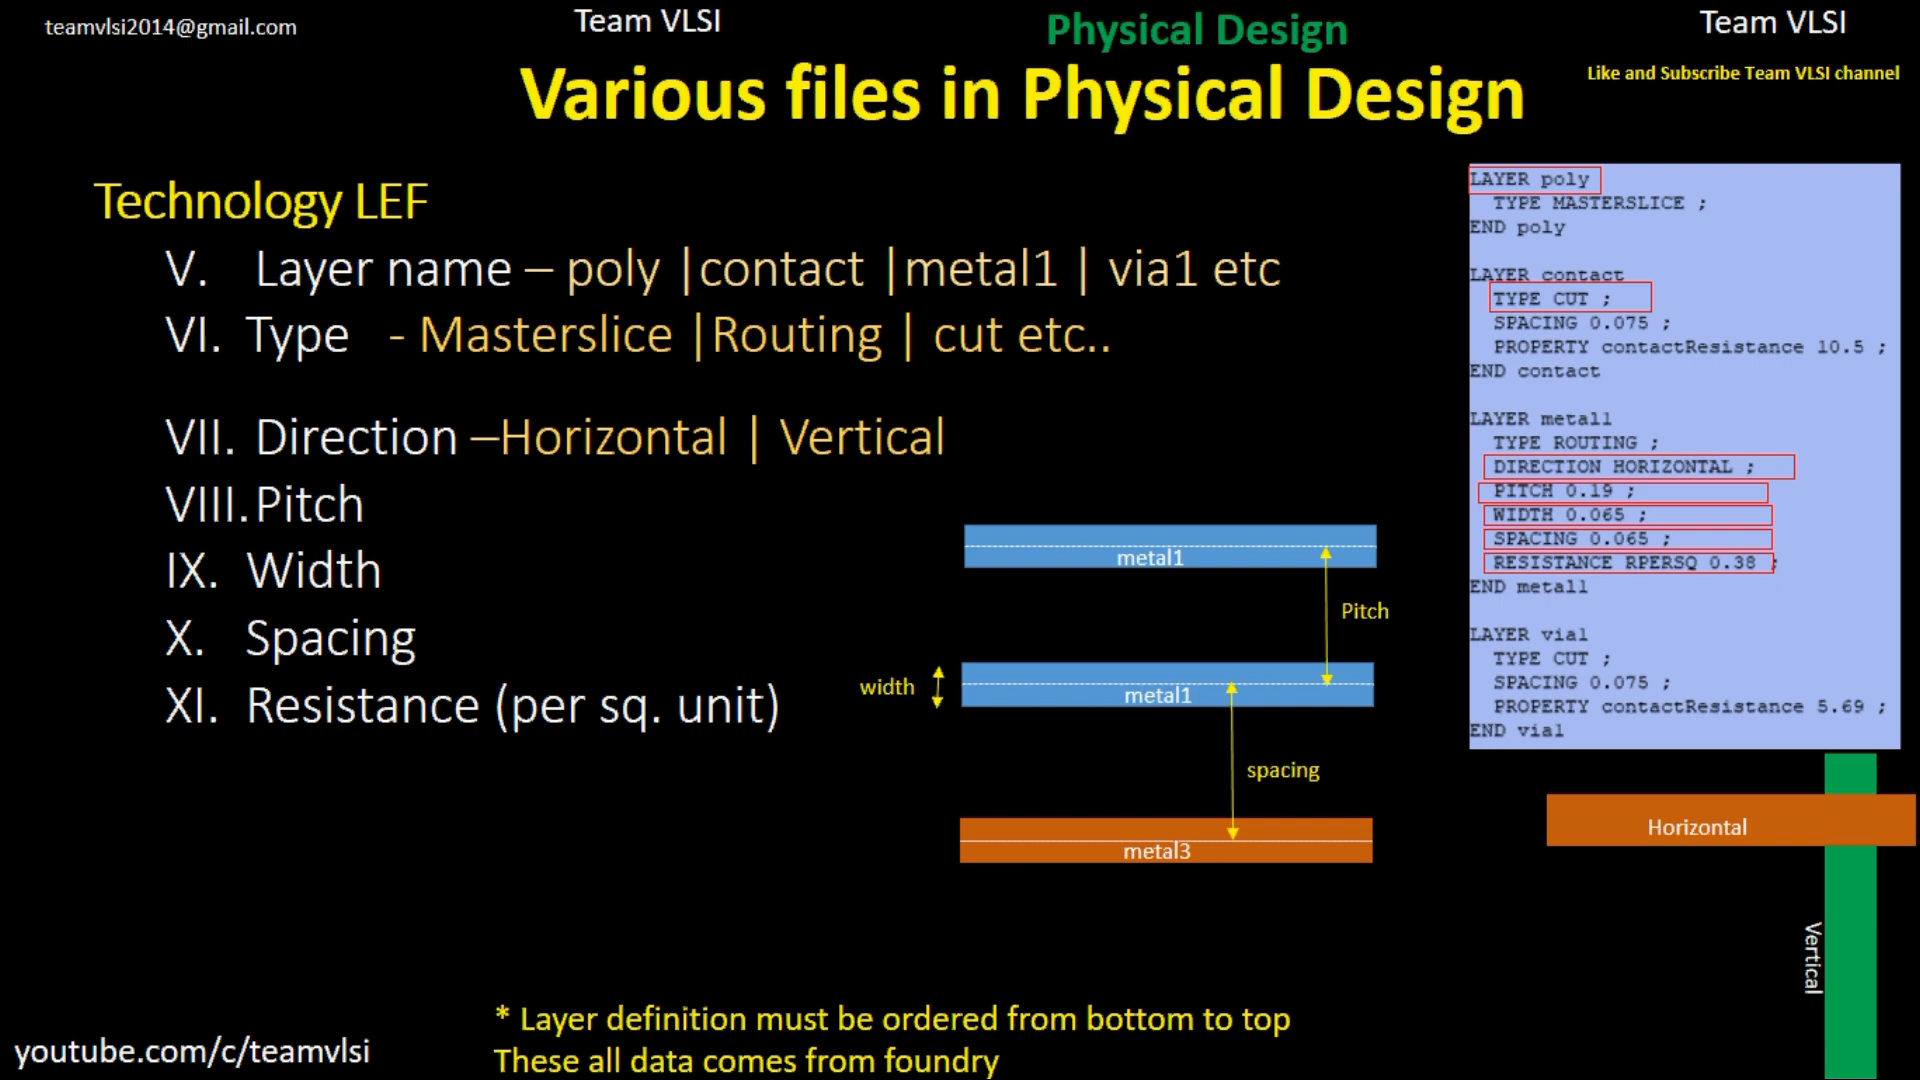 teamvlsi2014@gmail.com
Team VLSI
Physical Design
Team VLSI
Various files in Physical Design
Like and Subscribe Team VLSI channel
Technology LEF
V. Layer name – poly |contact |metal1 | via1 etc
VI. Type - Masterslice |Routing | cut etc..
VII. Direction –Horizontal | Vertical
VIII. Pitch
IX. Width
X. Spacing
XI. Resistance (per sq. unit)
metal1
Pitch
width
metal1
spacing
metal3
LAYER poly
TYPE MASTERSLICE ;
END poly
LAYER contact
TYPE CUT ;
SPACING 0.075 ;
PROPERTY contactResistance 10.5 ;
END contact
LAYER metal1
TYPE ROUTING ;
DIRECTION HORIZONTAL ;
PITCH 0.19 ;
WIDTH 0.065 ;
SPACING 0.065 ;
RESISTANCE RPERSQ 0.38 ;
END metal1
LAYER via1
TYPE CUT ;
SPACING 0.075 ;
PROPERTY contactResistance 5.69 ;
END via1
Horizontal
Vertical
* Layer definition must be ordered from bottom to top
These all data comes from foundry
youtube.com/c/teamvlsi